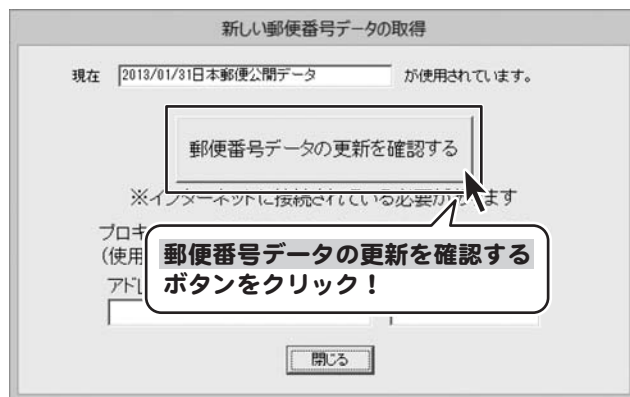 新しい郵便番号データの取得
現在 2013/01/31日本郵便公開データ が使用されています。
郵便番号データの更新を確認する
※インターネットに接続されている必要があります
プロキ
(使用
アドレ
郵便番号データの更新を確認する
ボタンをクリック！
閉じる